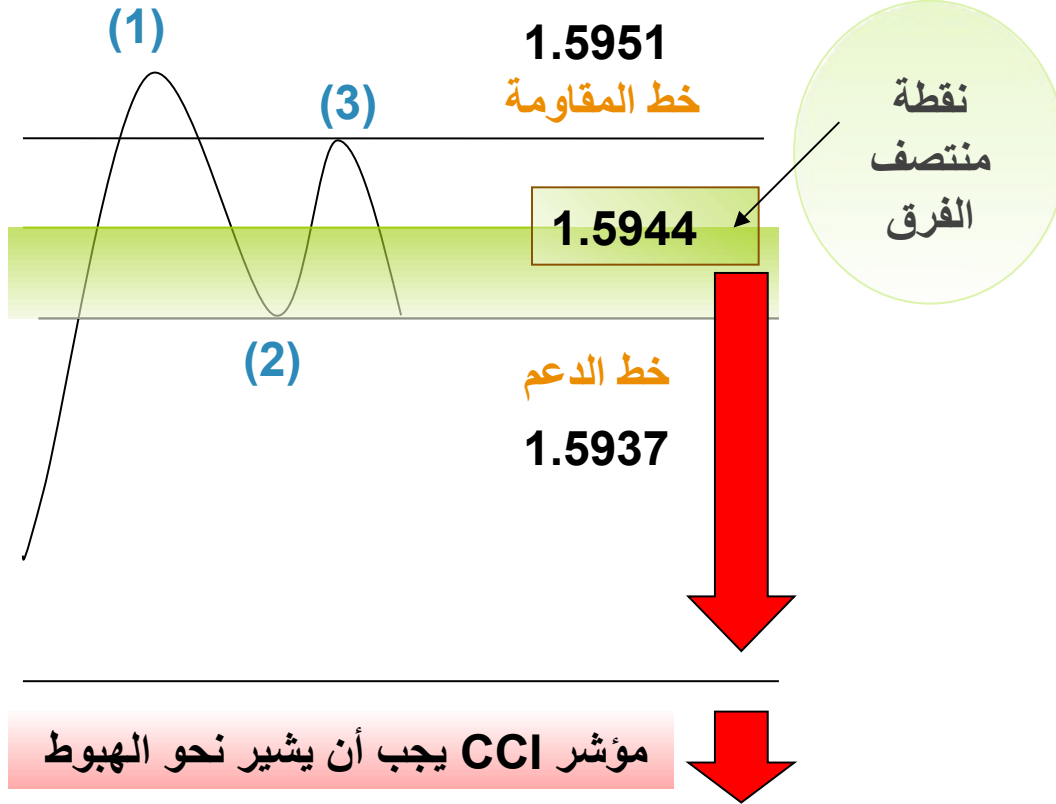 (1)
1.5951
خط المقاومة
(3)
نقطة
منتصف
الفرق
1.5944
(2)
خط الدعم
1.5937
مؤشر CCI يجب أن يشير نحو الهبوط